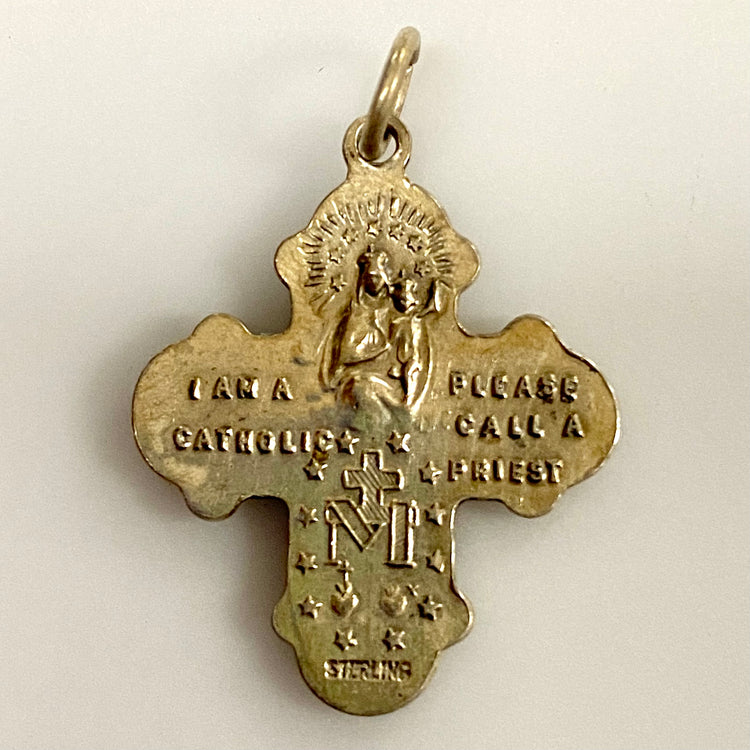 I AM A
CATHOLIC
PLEASE
CALL A
PRIEST
M
STERLING